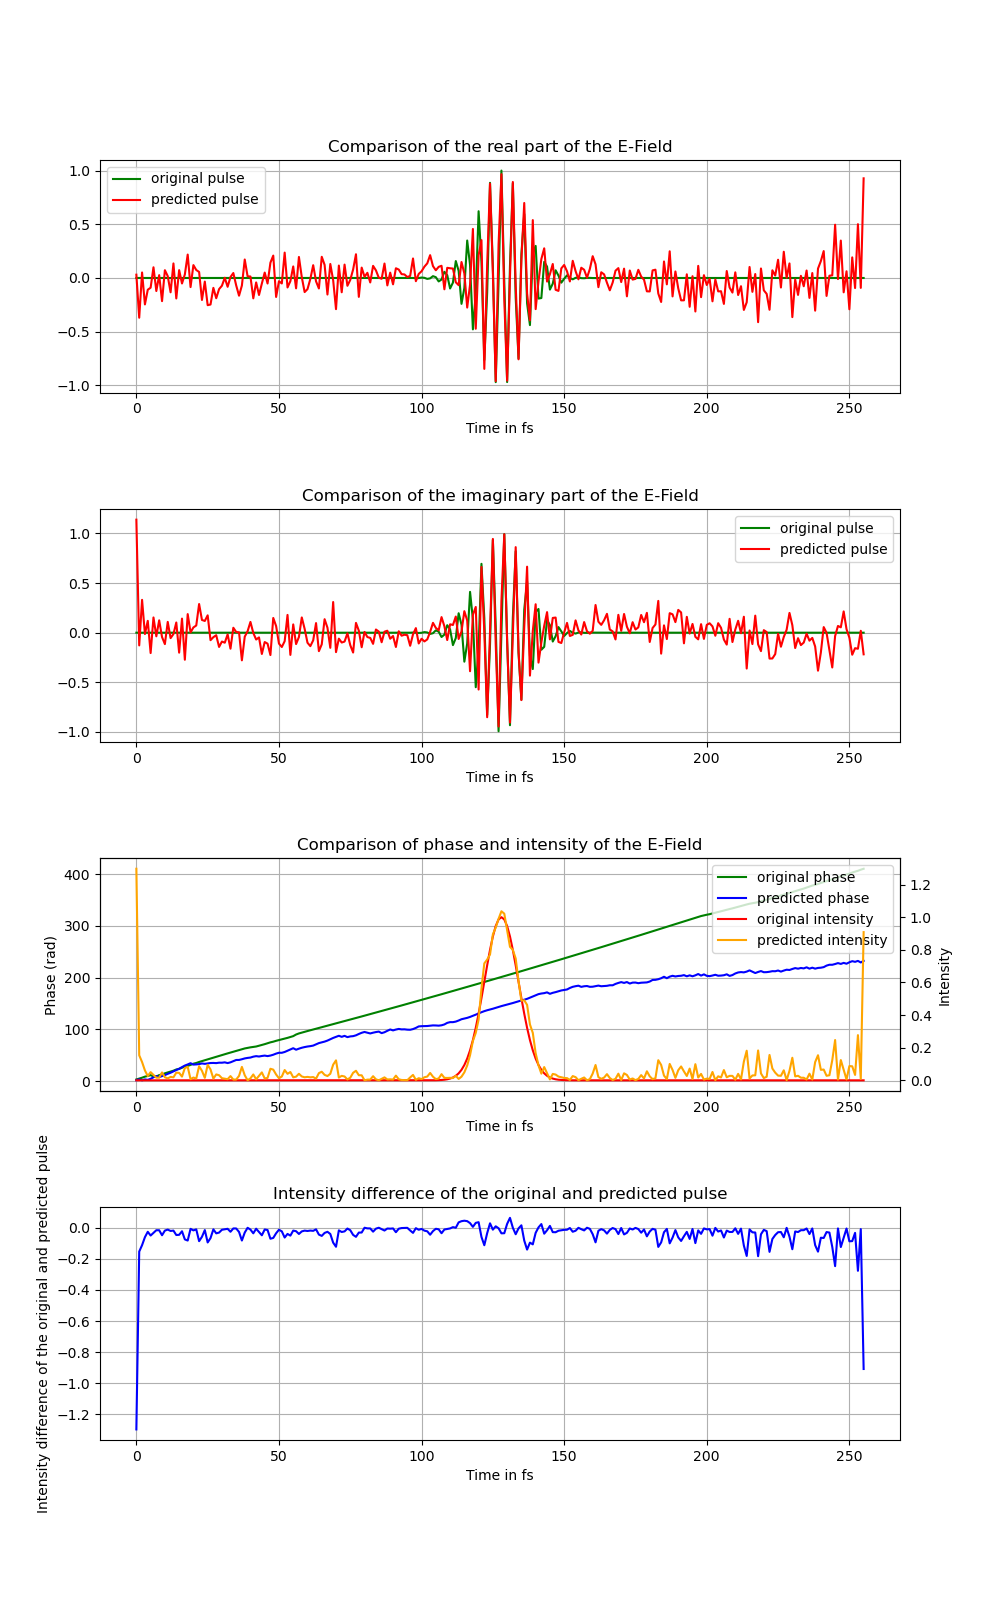 Comparison of the real part of the E-Field
original pulse
predicted pulse
1.0
0.5
0.0
−0.5
−1.0
0 50 100 150 200 250
Time in fs
Comparison of the imaginary part of the E-Field
original pulse
predicted pulse
1.0
0.5
0.0
−0.5
−1.0
0 50 100 150 200 250
Time in fs
Comparison of phase and intensity of the E-Field
original phase
predicted phase
original intensity
predicted intensity
Phase (rad)
400
300
200
100
0
1.2
1.0
0.8
0.6
0.4
0.2
0.0
Intensity
0 50 100 150 200 250
Time in fs
Intensity difference of the original and predicted pulse
Intensity difference of the original and predicted pulse
0.0
−0.2
−0.4
−0.6
−0.8
−1.0
−1.2
0 50 100 150 200 250
Time in fs